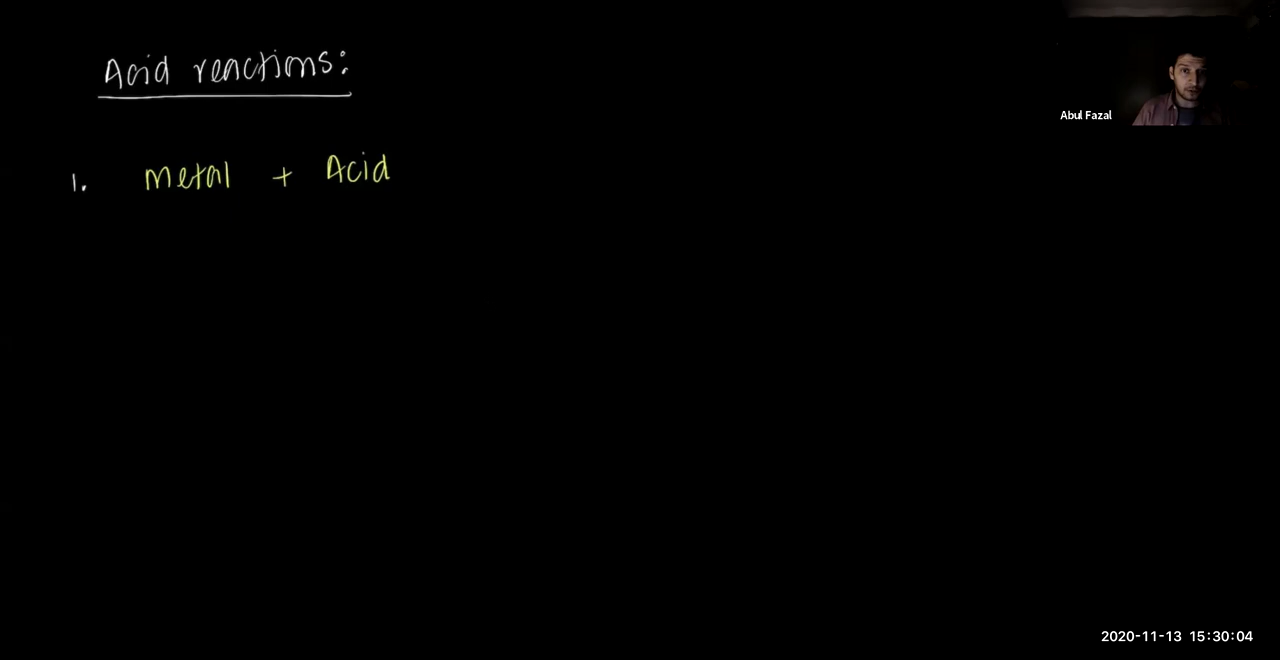 Acid reactions:
1. Metal + Acid
Abul Fazal
2020-11-13 15:30:04